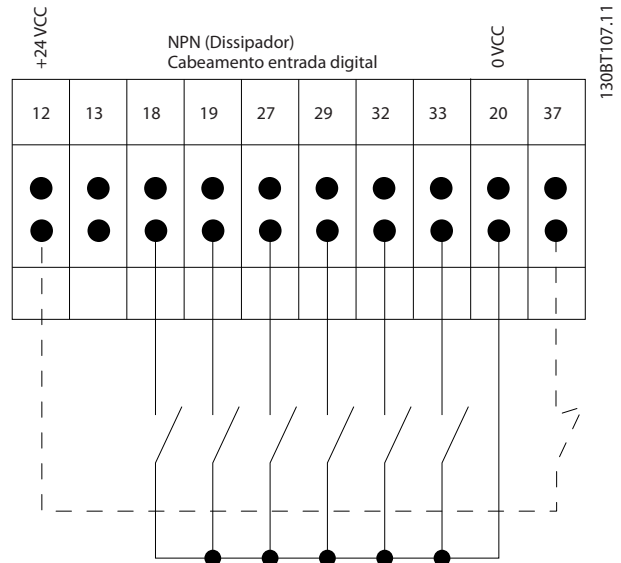 +24 VCC
NPN (Dissipador)
Cabeamento entrada digital
0 VCC
130BT107.11
12 13 18 19 27 29 32 33 20 37